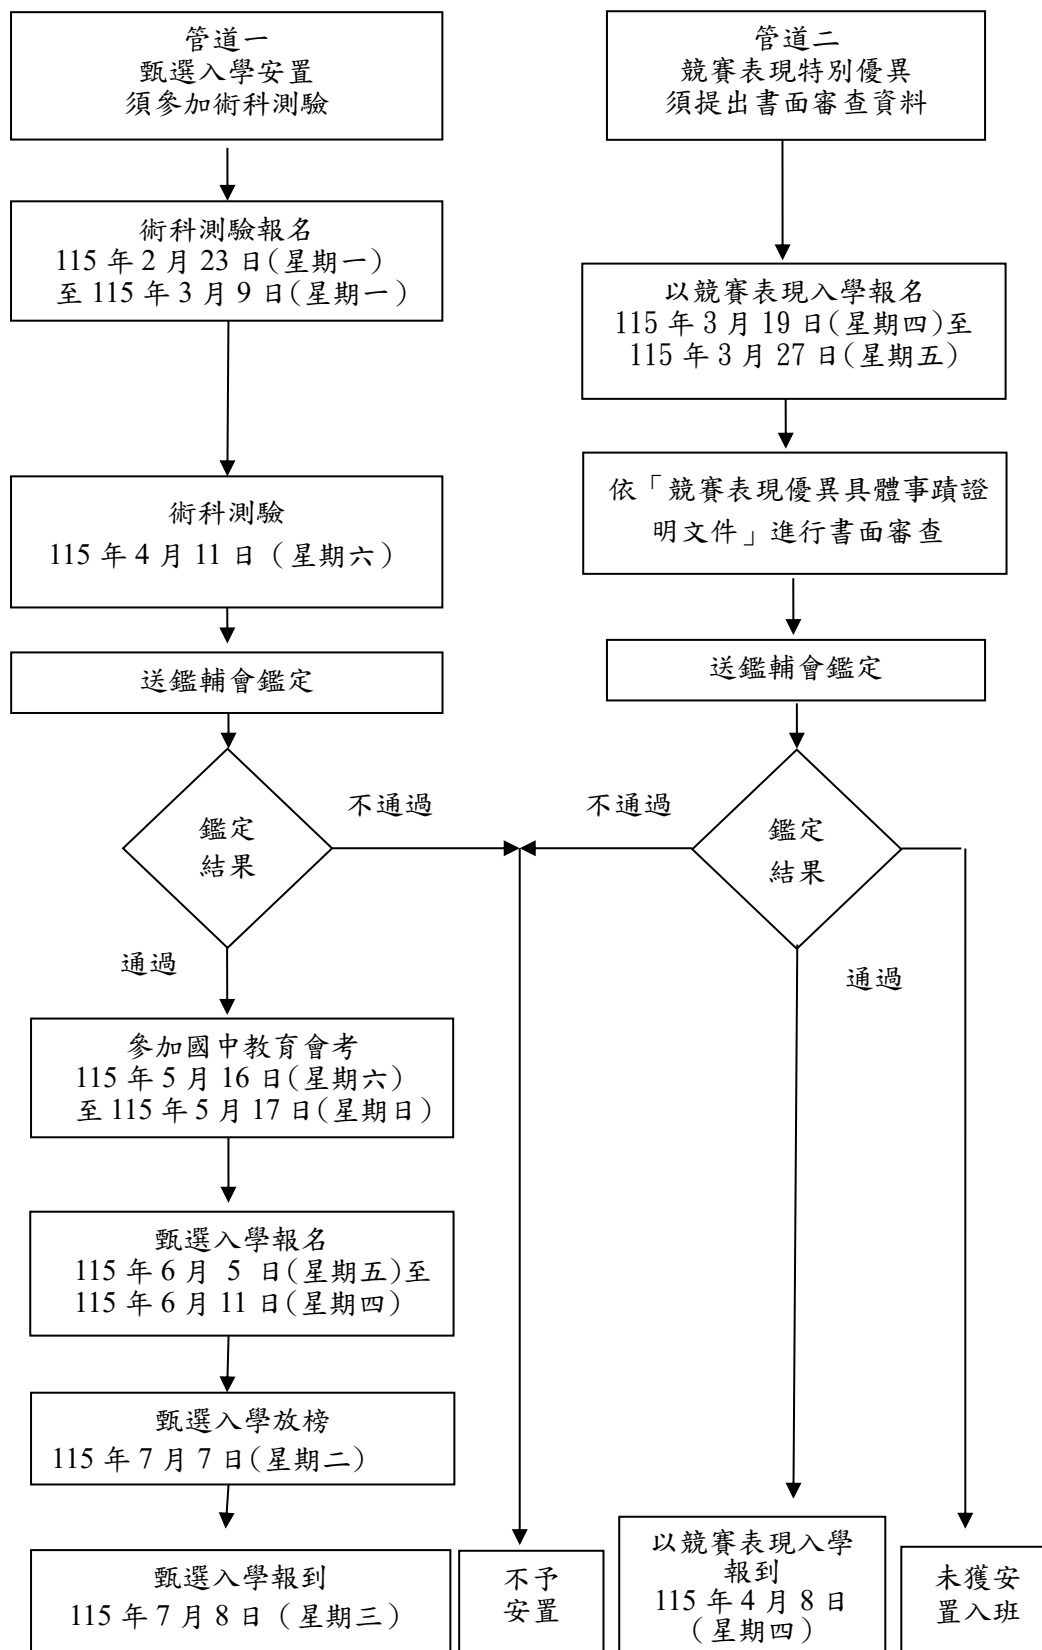 管道一
甄選入學安置
須參加術科測驗
術科測驗報名
115 年 2 月 23 日(星期一)
至 115 年 3 月 9 日(星期一)
術科測驗
115 年 4 月 11 日（星期六）
送鑑輔會鑑定
鑑定
結果
不通過
通過
參加國中教育會考
115 年 5 月 16 日(星期六)
至 115 年 5 月 17 日(星期日)
甄選入學報名
115 年 6 月 5 日(星期五)至
115 年 6 月 11 日(星期四)
甄選入學放榜
115 年 7 月 7 日(星期二)
甄選入學報到
115 年 7 月 8 日（星期三）
管道二
競賽表現特別優異
須提出書面審查資料
以競賽表現入學報名
115 年 3 月 19 日(星期四)至
115 年 3 月 27 日(星期五)
依「競賽表現優異具體事蹟證
明文件」進行書面審查
送鑑輔會鑑定
不通過
鑑定
結果
通過
不予
安置
以競賽表現入學
報到
115 年 4 月 8 日
（星期四）
未獲安
置入班